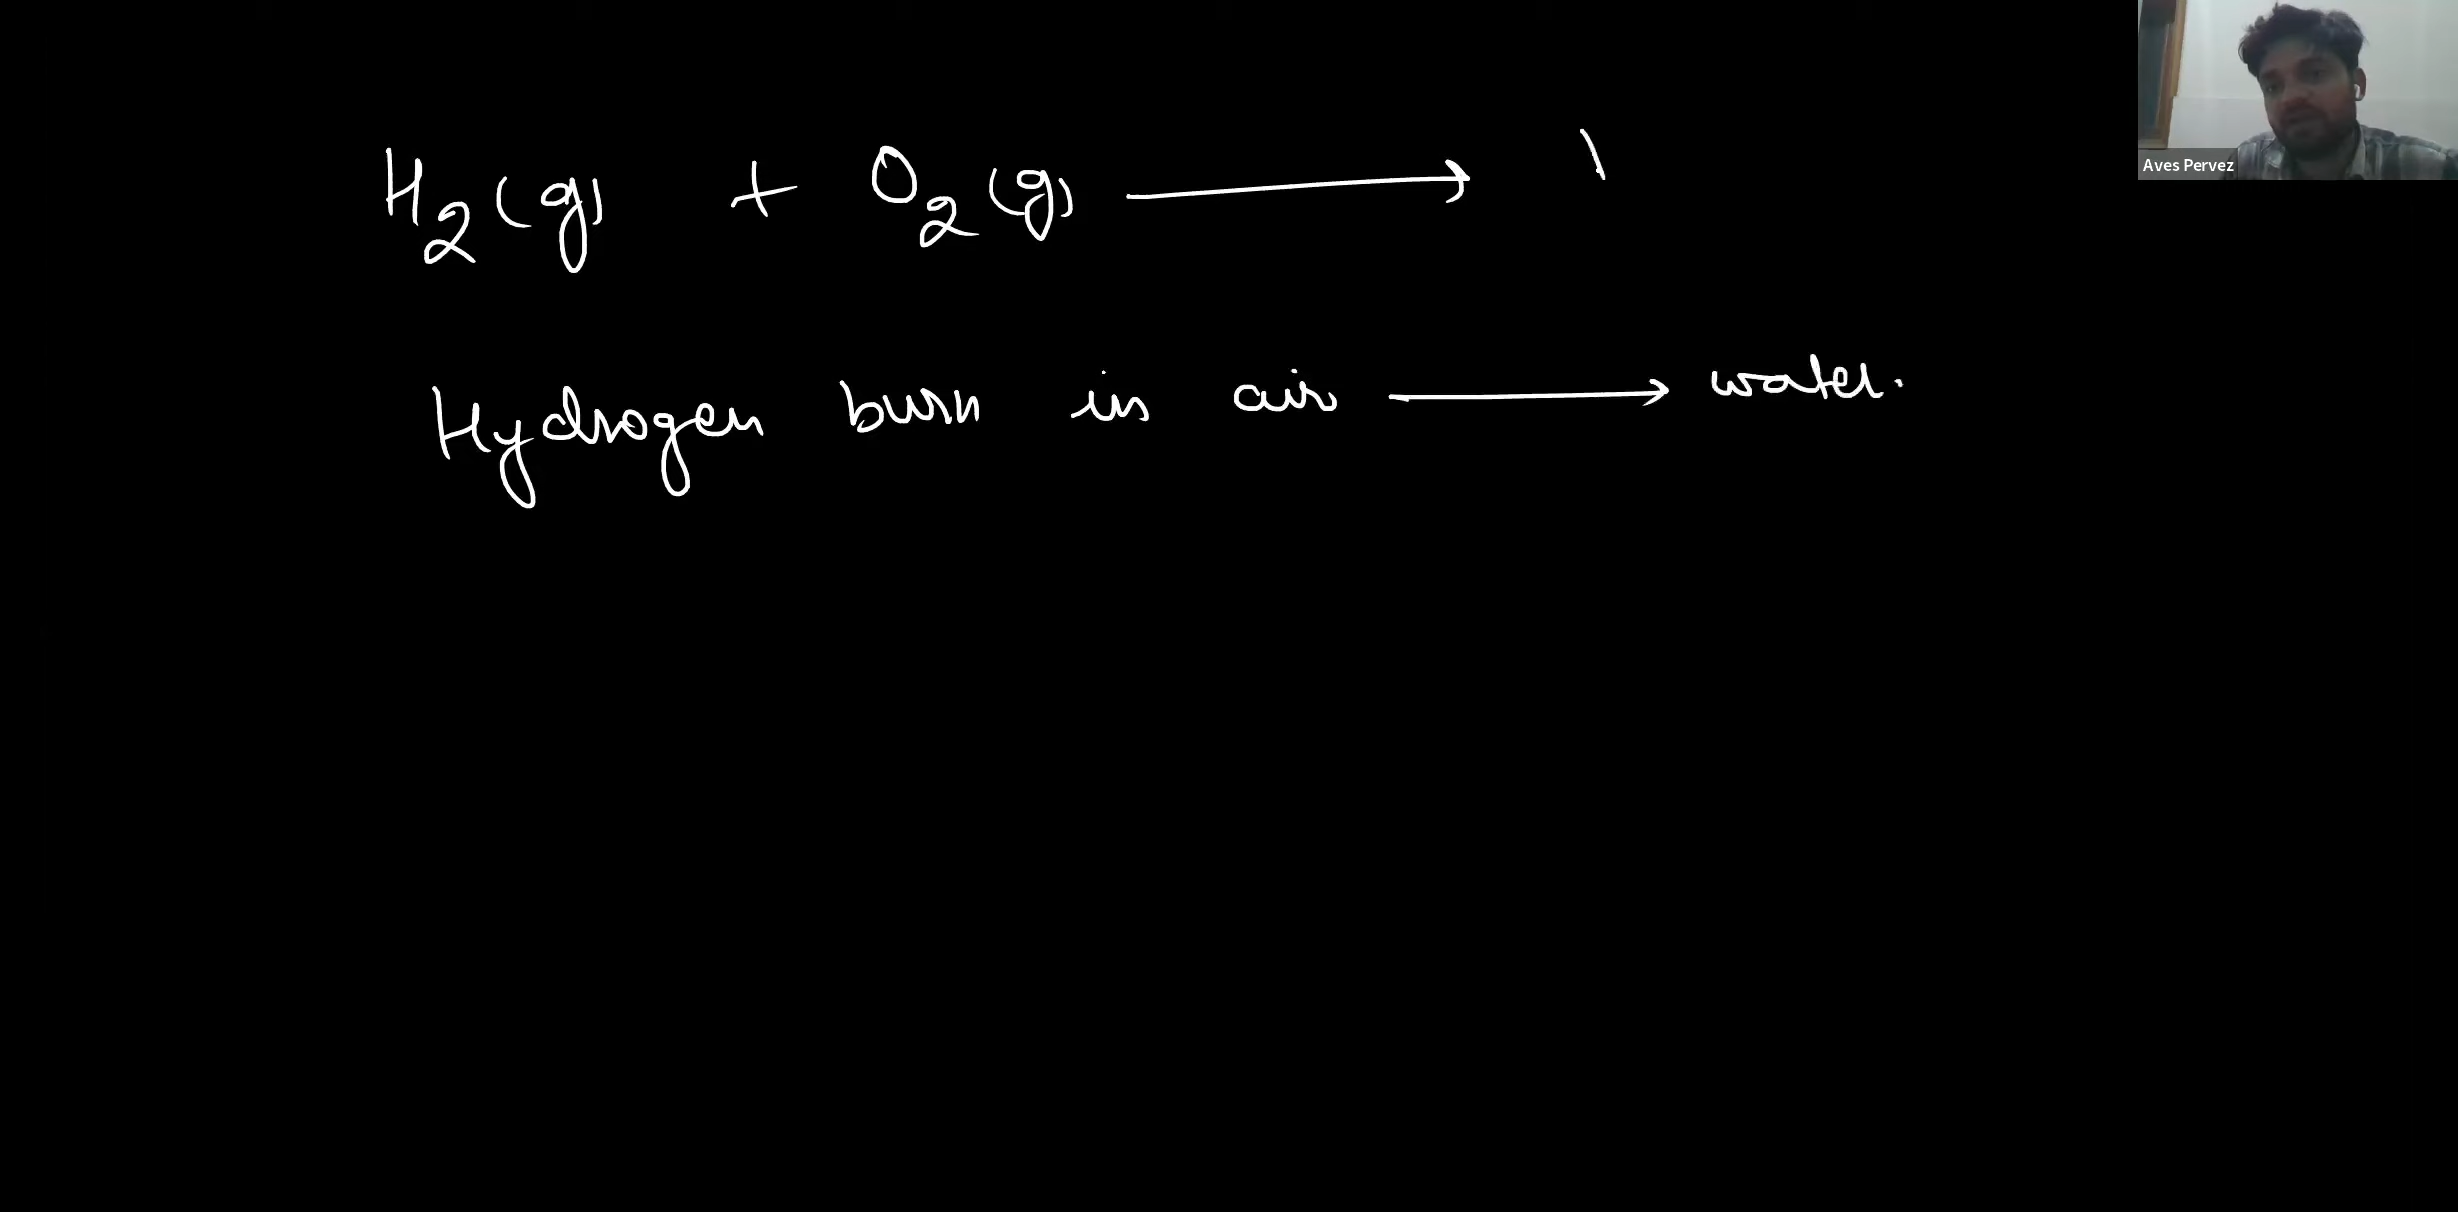 Aves Pervez
H₂(g) + O₂(g) ⟶ \
Hydrogen burn in air ⟶ water.